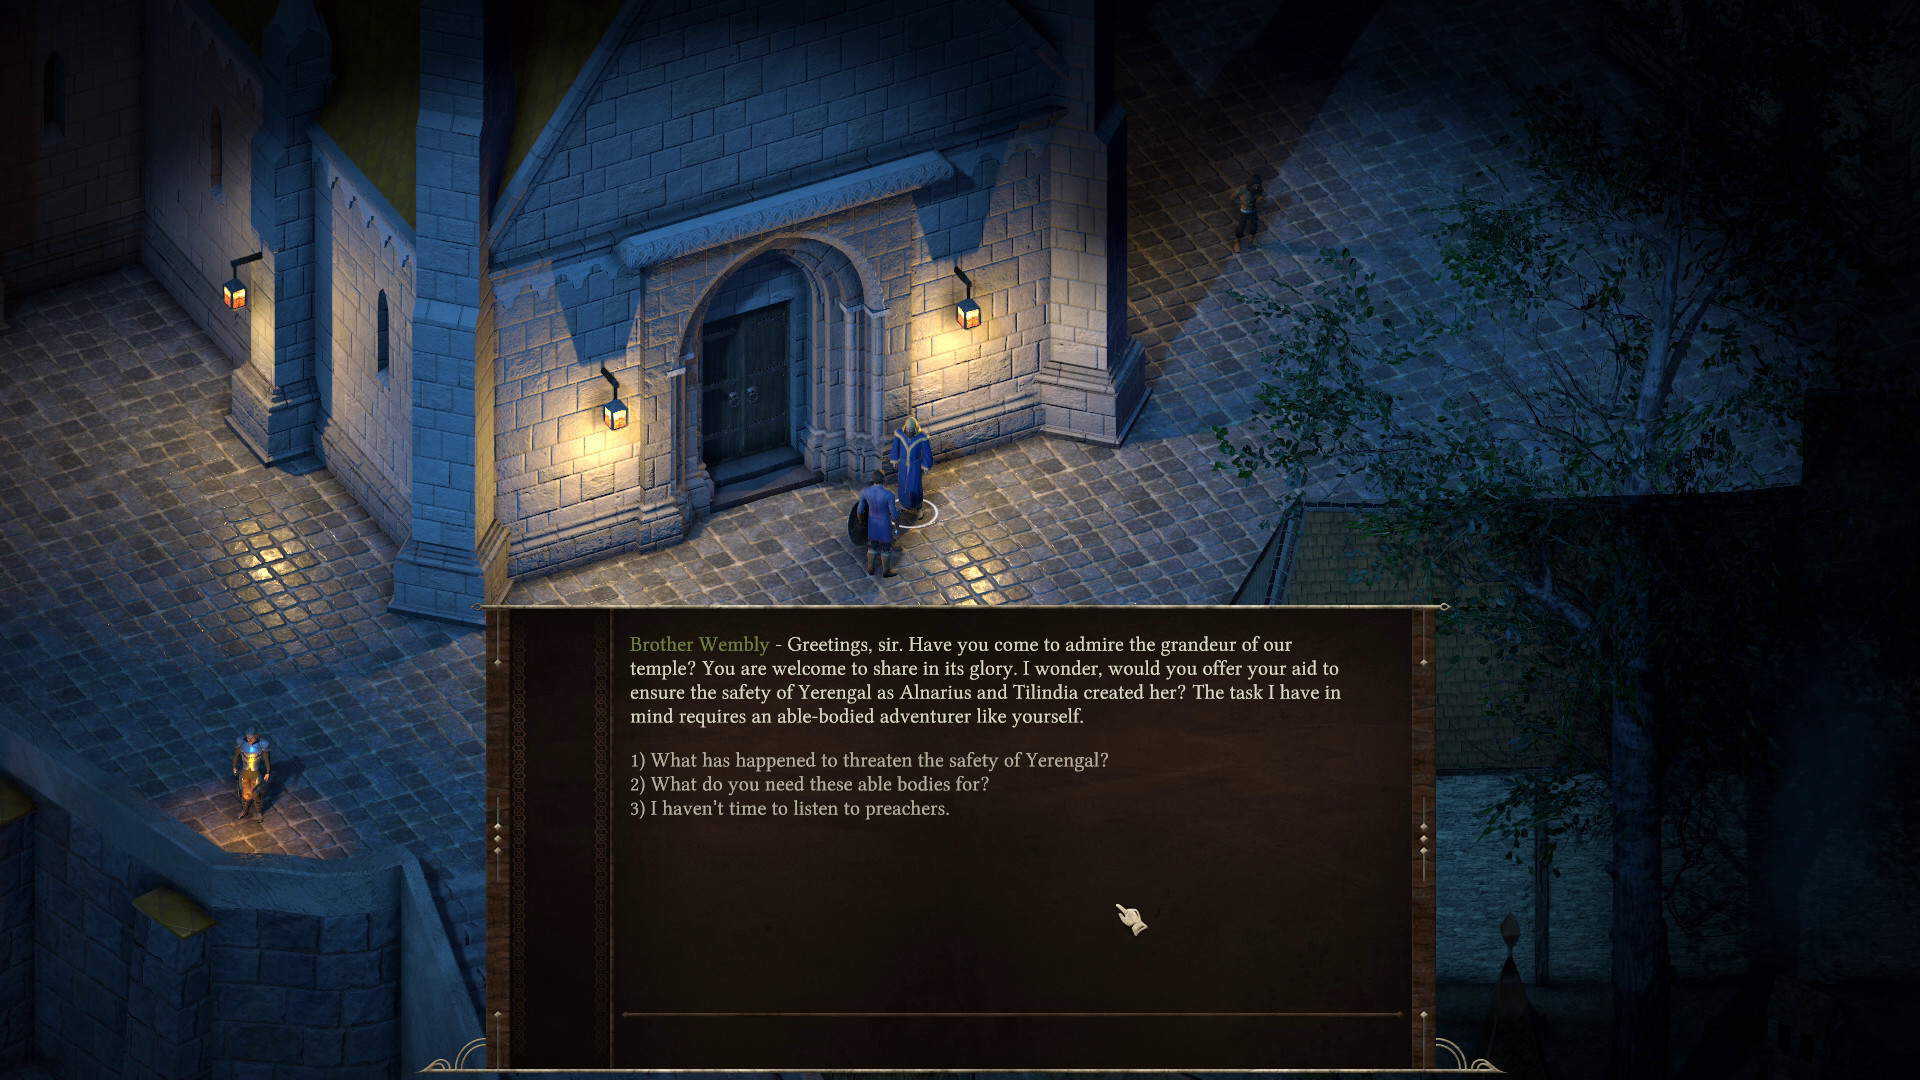 Brother Wembly - Greetings, sir. Have you come to admire the grandeur of our
temple? You are welcome to share in its glory. I wonder, would you offer your aid to
ensure the safety of Yerengal as Alnarius and Tilindia created her? The task I have in
mind requires an able-bodied adventurer like yourself.
1) What has happened to threaten the safety of Yerengal?
2) What do you need these able bodies for?
3) I haven't time to listen to preachers.